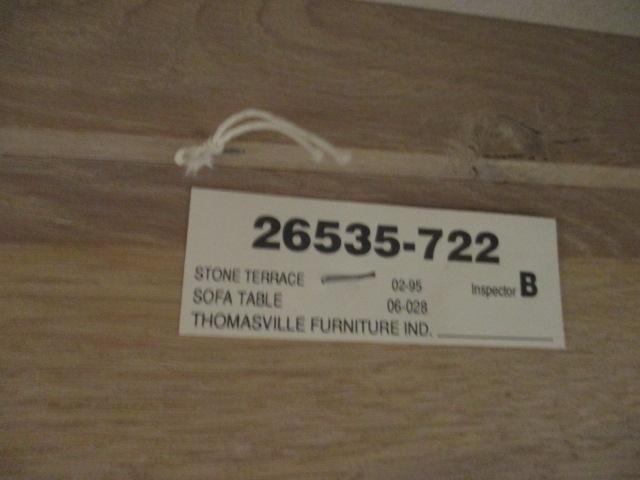 26535-722
STONE TERRACE 02-95 Inspector B
SOFA TABLE 06-028
THOMASVILLE FURNITURE IND.